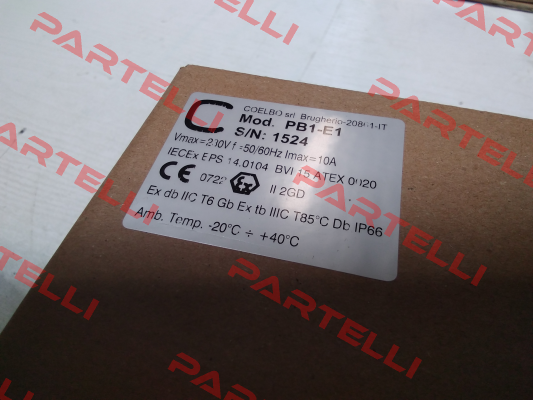 COELBO srl Brugherio-20861-IT
Mod. PB1-E1
S/N: 1524
Vmax=230V f=50/60Hz Imax=10A
IECEx EPS 14.0104 BVI 15 ATEX 0020
CE 0722 Ex II 2GD
Ex db IIC T6 Gb Ex tb IIIC T85°C Db IP66
Amb. Temp. -20°C ÷ +40°C
PARTELLI
PARTELLI
PARTELLI
PARTELLI
PARTELLI
PARTELLI